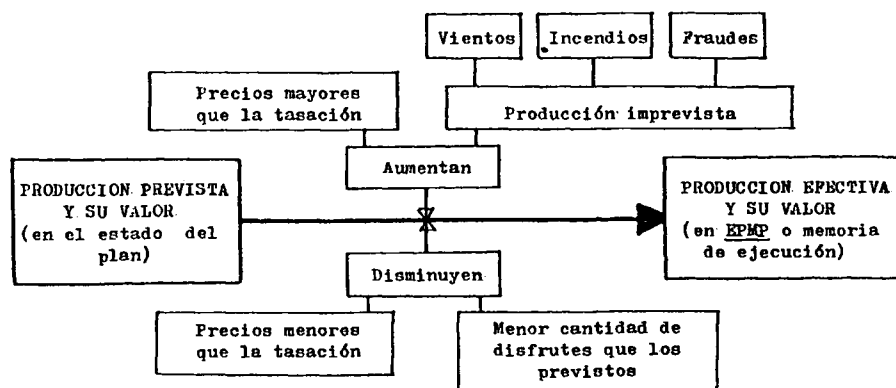 Vientos
Incendios
Fraudes
Precios mayores
que la tasación
Producción imprevista
Aumentan
PRODUCCION PREVISTA
Y SU VALOR
(en el estado del
plan)
PRODUCCION EFECTIVA
Y SU VALOR
(en EPMP o memoria
de ejecución)
Disminuyen
Precios menores
que la tasación
Menor cantidad de
disfrutes que los
previstos